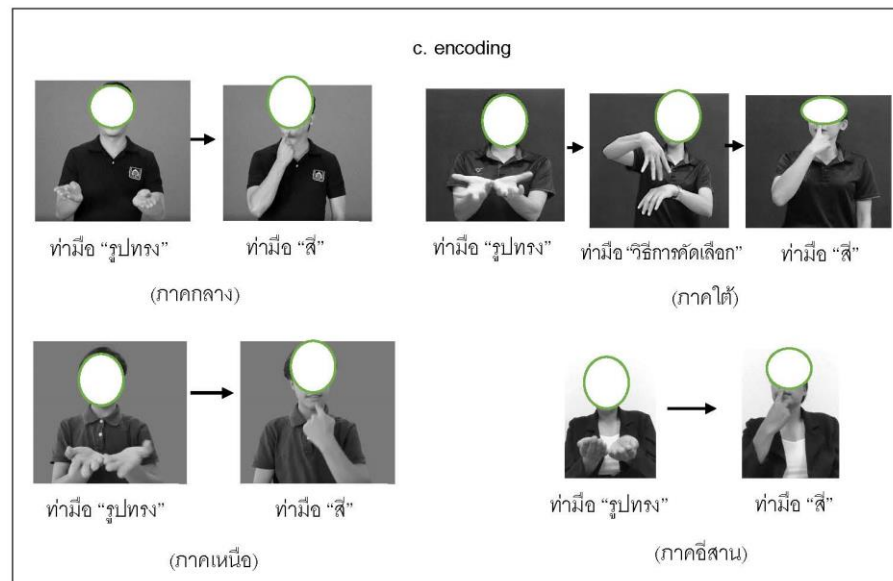 c. encoding
ท่ามือ “รูปทรง”
ท่ามือ “สี”
(ภาคกลาง)
ท่ามือ “รูปทรง”
ท่ามือ “วิธีการคัดเลือก”
ท่ามือ “สี”
(ภาคใต้)
ท่ามือ “รูปทรง”
ท่ามือ “สี”
(ภาคเหนือ)
ท่ามือ “รูปทรง”
ท่ามือ “สี”
(ภาคอีสาน)